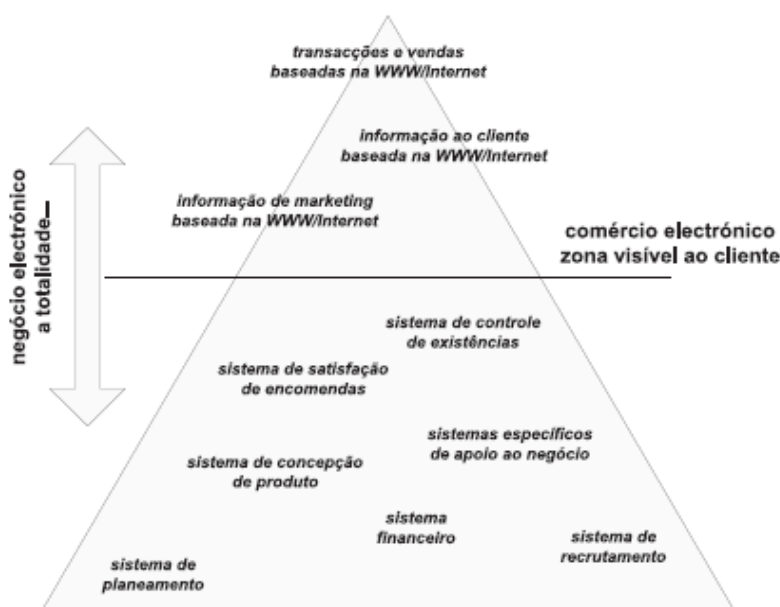 transacções e vendas
baseadas na WWW/Internet
informação ao cliente
baseada na WWW/Internet
informação de marketing
baseada na WWW/Internet
negócio electrónico
a totalidade
comércio electrónico
zona visível ao cliente
sistema de controle
de existências
sistema de satisfação
de encomendas
sistemas específicos
de apoio ao negócio
sistema de concepção
de produto
sistema
financeiro
sistema de
recrutamento
sistema de
planeamento